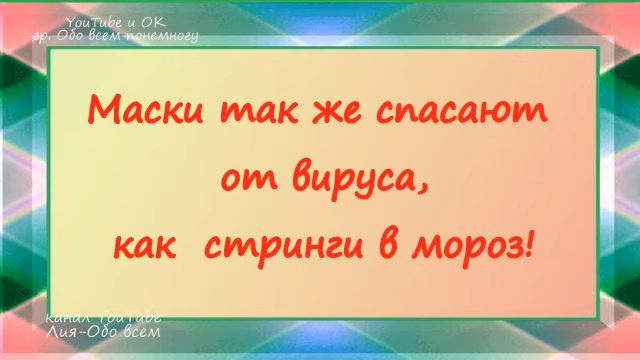 YouTube и ОК
гр. Обо всем понемногу
Маски так же спасают
от вируса,
как стринги в мороз!
канал YouTube
Лия-Обо всем